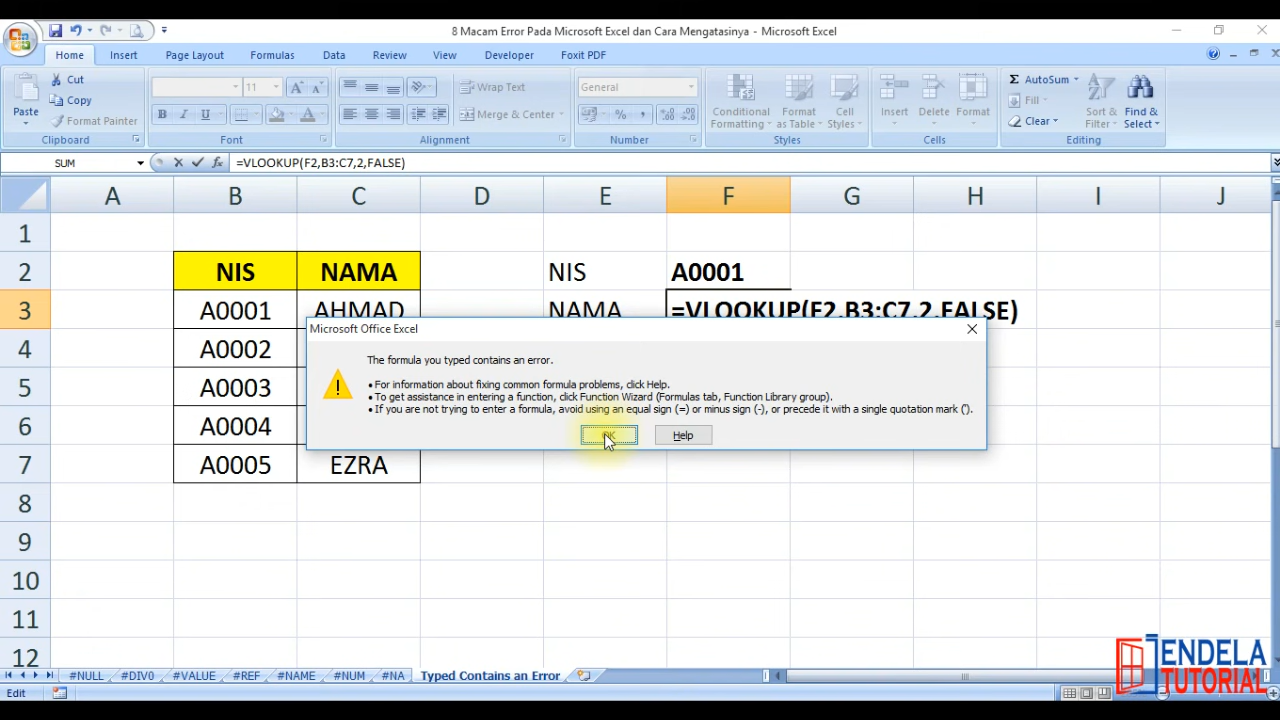 8 Macam Error Pada Microsoft Excel dan Cara Mengatasinya - Microsoft Excel
Home Insert Page Layout Formulas Data Review View Developer Foxit PDF
Cut
Copy
Format Painter
Paste
Clipboard
11
B I U
Font
Wrap Text
Merge & Center
Alignment
General
% ,
Number
Conditional Formatting
Format as Table
Cell Styles
Styles
Insert Delete Format
Cells
Σ AutoSum
Fill
Clear
Sort & Filter
Find & Select
Editing
SUM fx =VLOOKUP(F2,B3:C7,2,FALSE)
A B C D E F G H I J
1
2 NIS NAMA NIS A0001
3 A0001 AHMAD NAMA =VLOOKUP(F2,B3:C7,2,FALSE)
Microsoft Office Excel
The formula you typed contains an error.
• For information about fixing common formula problems, click Help.
• To get assistance in entering a function, click Function Wizard (Formulas tab, Function Library group).
• If you are not trying to enter a formula, avoid using an equal sign (=) or minus sign (-), or precede it with a single quotation mark (').
OK Help
4 A0002
5 A0003
6 A0004
7 A0005 EZRA
8
9
10
11
12
#NULL #DIV0 #VALUE #REF #NAME #NUM #NA Typed Contains an Error
Edit
ENDELA
TUTORIAL